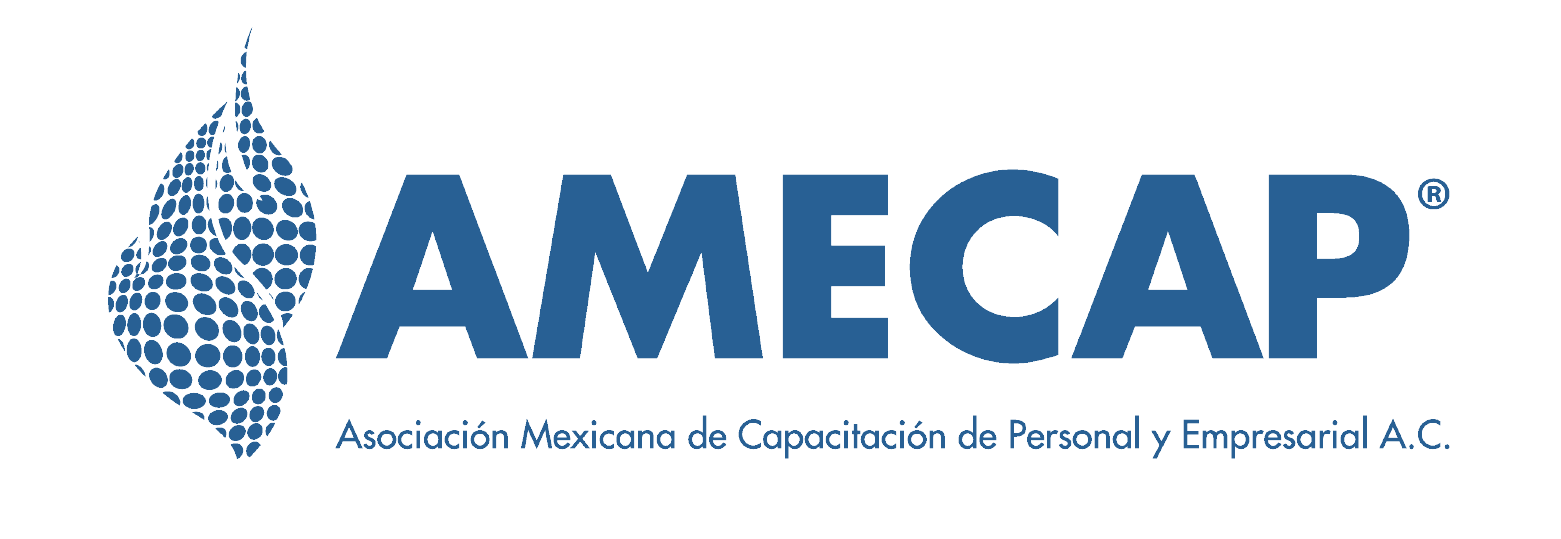 AMECAP®
Asociación Mexicana de Capacitación de Personal y Empresarial A.C.